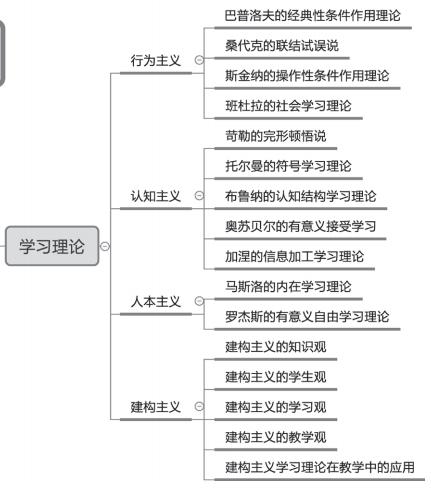 学习理论
行为主义
巴普洛夫的经典性条件作用理论
桑代克的联结试误说
斯金纳的操作性条件作用理论
班杜拉的社会学习理论
认知主义
苛勒的完形顿悟说
托尔曼的符号学习理论
布鲁纳的认知结构学习理论
奥苏贝尔的有意义接受学习
加涅的信息加工学习理论
人本主义
马斯洛的内在学习理论
罗杰斯的有意义自由学习理论
建构主义
建构主义的知识观
建构主义的学生观
建构主义的学习观
建构主义的教学观
建构主义学习理论在教学中的应用